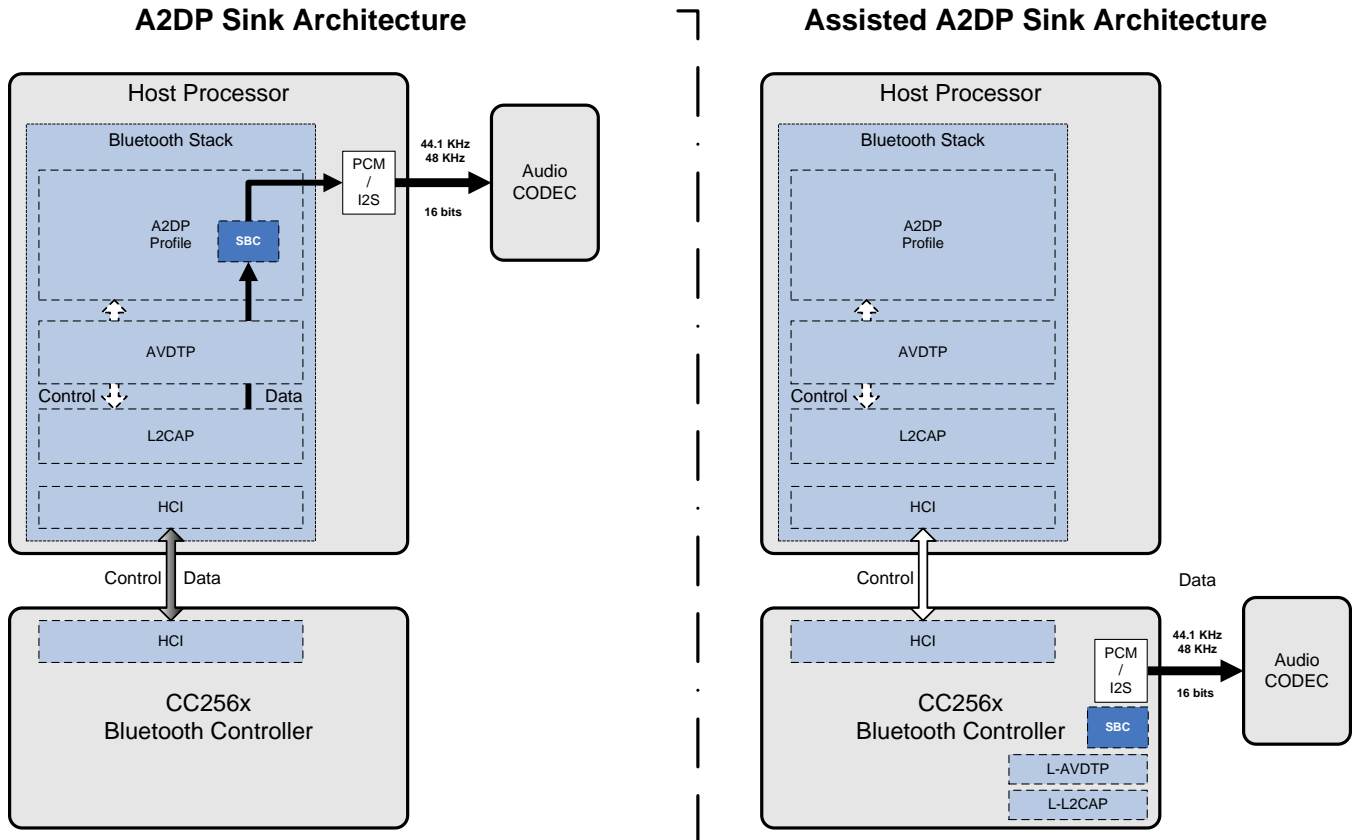 A2DP Sink Architecture
Host Processor
Bluetooth Stack
A2DP
Profile
SBC
PCM
/
I2S
44.1 KHz
48 KHz
16 bits
Audio
CODEC
AVDTP
Control
Data
L2CAP
HCI
Control
Data
HCI
CC256x
Bluetooth Controller
Assisted A2DP Sink Architecture
Host Processor
Bluetooth Stack
A2DP
Profile
AVDTP
Control
L2CAP
HCI
Control
Data
HCI
CC256x
Bluetooth Controller
PCM
/
I2S
44.1 KHz
48 KHz
16 bits
Audio
CODEC
SBC
L-AVDTP
L-L2CAP